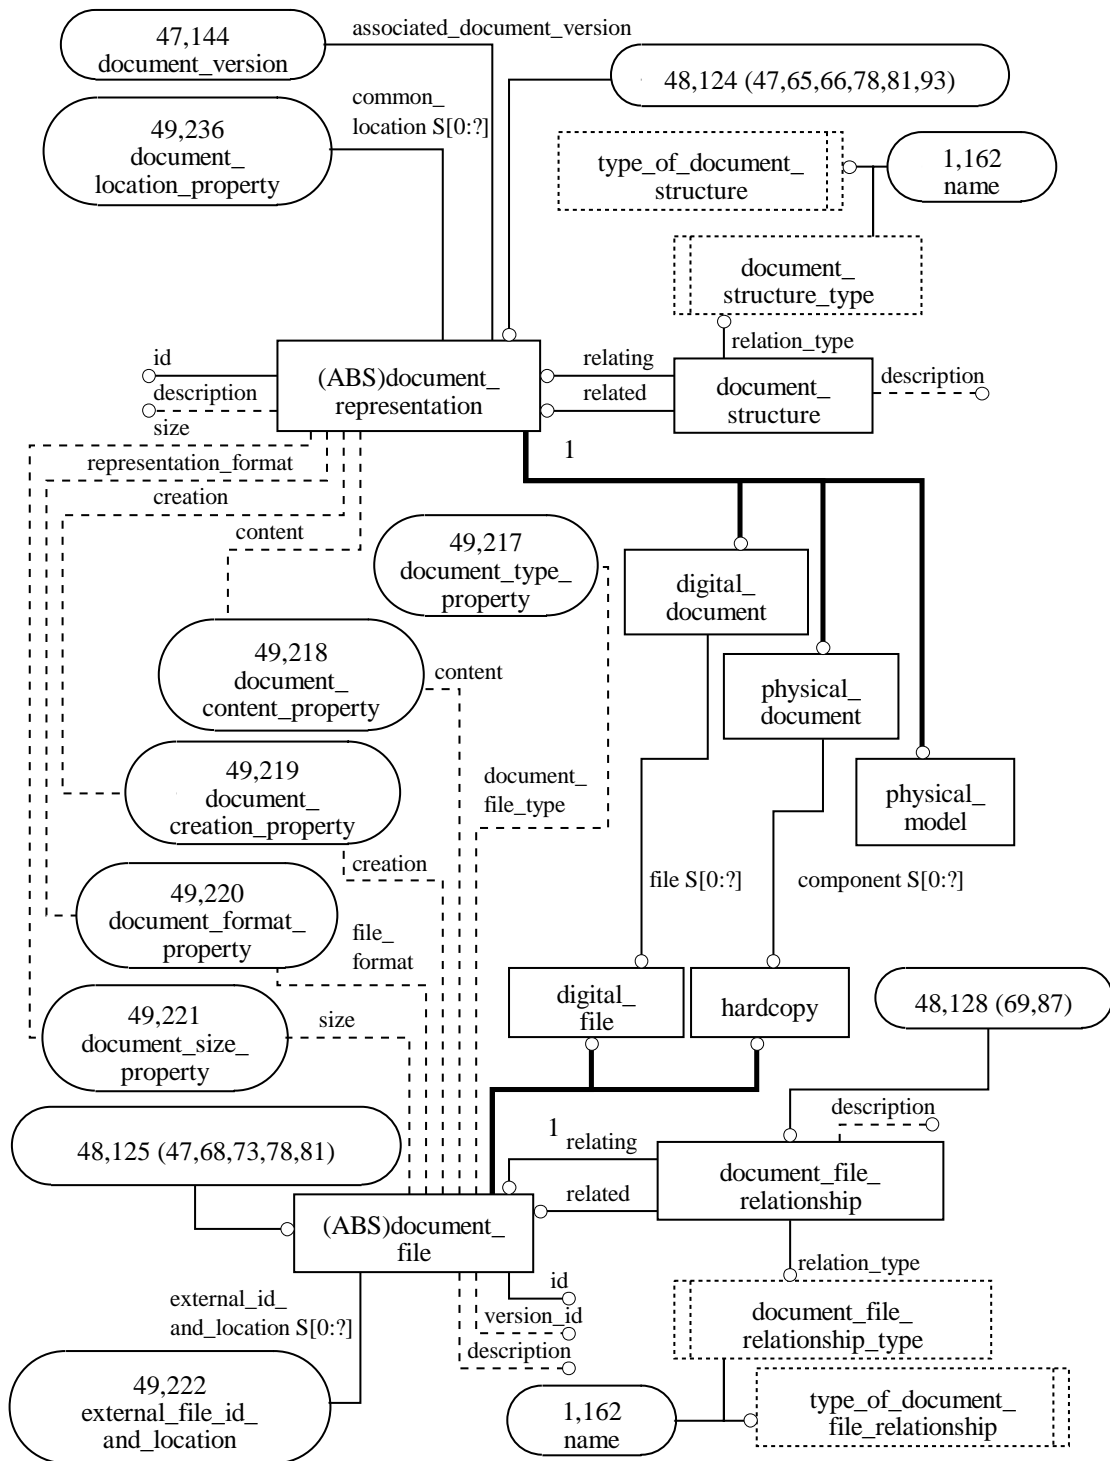 47,144
document_version
associated_document_version
48,124 (47,65,66,78,81,93)
common_
location S[0:?]
49,236
document_
location_property
type_of_document_
structure
1,162
name
document_
structure_type
relation_type
id
description
size
(ABS)document_
representation
relating
related
document_
structure
description
representation_format
creation
content
1
49,217
document_type_
property
digital_
document
49,218
document_
content_property
content
physical_
document
49,219
document_
creation_property
document_
file_type
physical_
model
creation
file S[0:?]
component S[0:?]
49,220
document_format_
property
file_
format
digital_
file
hardcopy
48,128 (69,87)
49,221
document_size_
property
size
description
48,125 (47,68,73,78,81)
1
relating
related
document_file_
relationship
(ABS)document_
file
relation_type
id
version_id
description
external_id_
and_location S[0:?]
document_file_
relationship_type
49,222
external_file_id_
and_location
1,162
name
type_of_document_
file_relationship